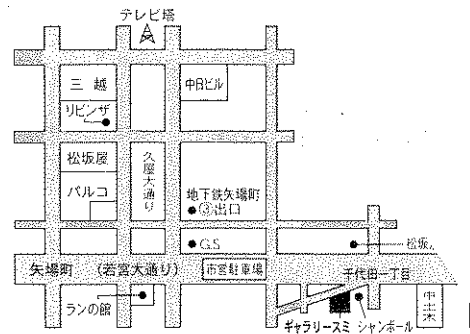 テレビ塔
三越
中日ビル
リビンザ
松坂屋
久屋大通り
パルコ
地下鉄矢場町
③出口
G.S
松坂
矢場町
(若宮大通り)
市営駐車場
千代田一丁目
ランの館
ギャラリースミ
シャンボール